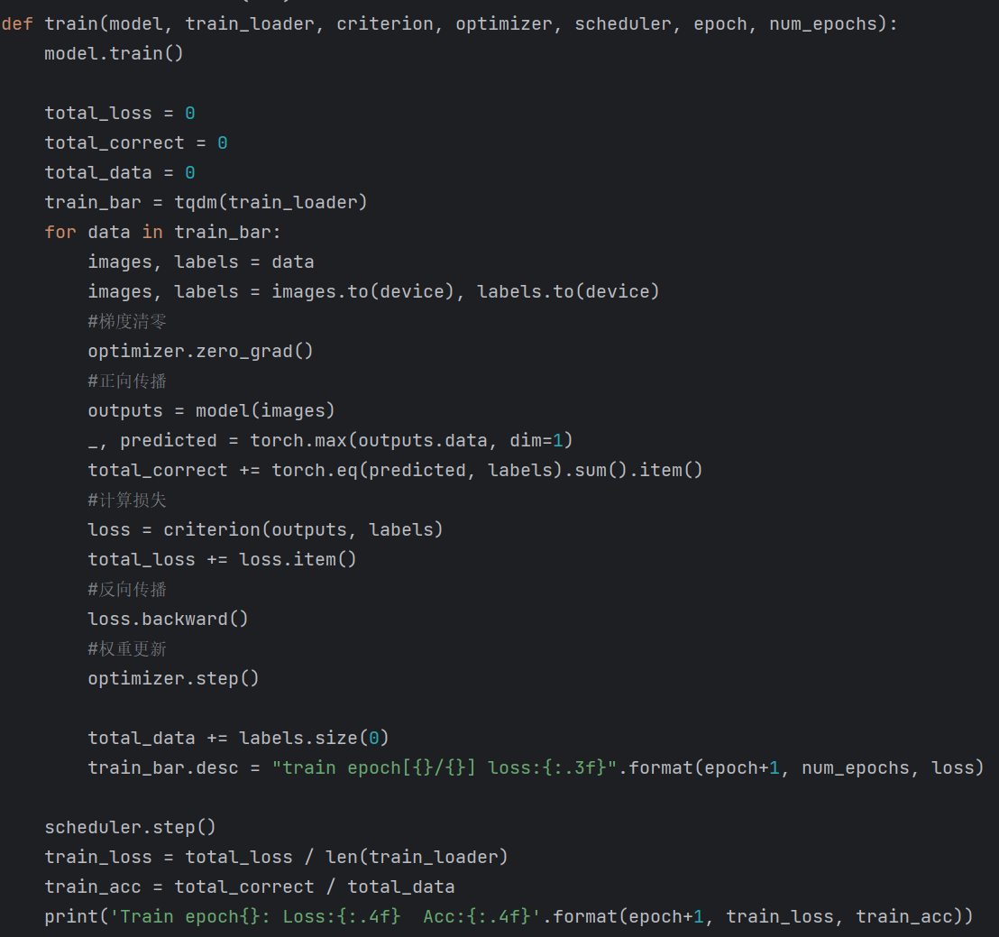 def train(model, train_loader, criterion, optimizer, scheduler, epoch, num_epochs):
    model.train()

    total_loss = 0
    total_correct = 0
    total_data = 0
    train_bar = tqdm(train_loader)
    for data in train_bar:
        images, labels = data
        images, labels = images.to(device), labels.to(device)
        #梯度清零
        optimizer.zero_grad()
        #正向传播
        outputs = model(images)
        _, predicted = torch.max(outputs.data, dim=1)
        total_correct += torch.eq(predicted, labels).sum().item()
        #计算损失
        loss = criterion(outputs, labels)
        total_loss += loss.item()
        #反向传播
        loss.backward()
        #权重更新
        optimizer.step()

        total_data += labels.size(0)
        train_bar.desc = "train epoch[{}/{}] loss:{:.3f}".format(epoch+1, num_epochs, loss)

    scheduler.step()
    train_loss = total_loss / len(train_loader)
    train_acc = total_correct / total_data
    print('Train epoch{}: Loss:{:.4f}  Acc:{:.4f}'.format(epoch+1, train_loss, train_acc))